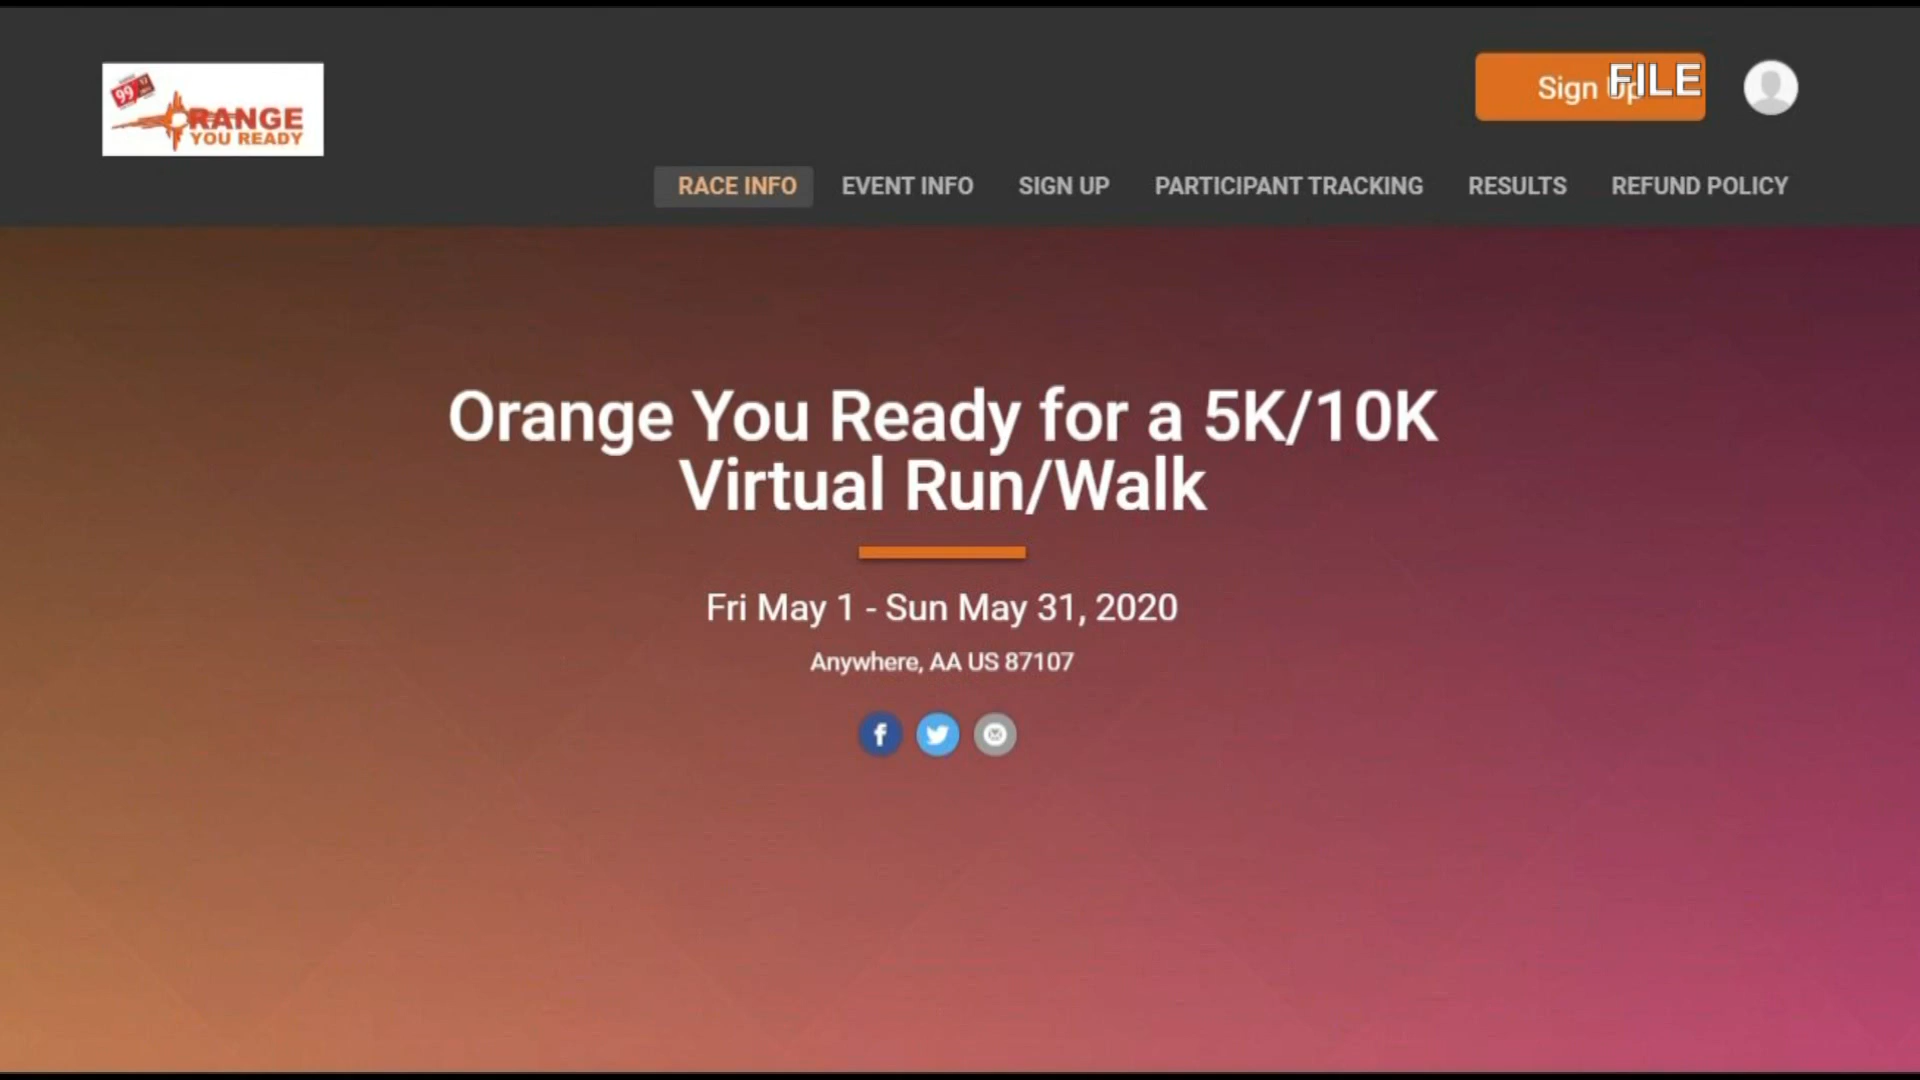 99
ORANGE
YOU READY
Sign Up
FILE
RACE INFO
EVENT INFO
SIGN UP
PARTICIPANT TRACKING
RESULTS
REFUND POLICY
Orange You Ready for a 5K/10K
Virtual Run/Walk
Fri May 1 - Sun May 31, 2020
Anywhere, AA US 87107